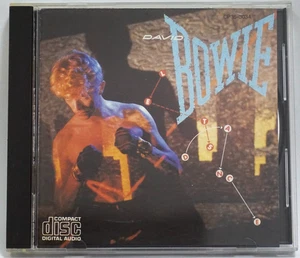 DAVID
BOWIE
LET'S
DANCE
COMPACT
disc
DIGITAL AUDIO